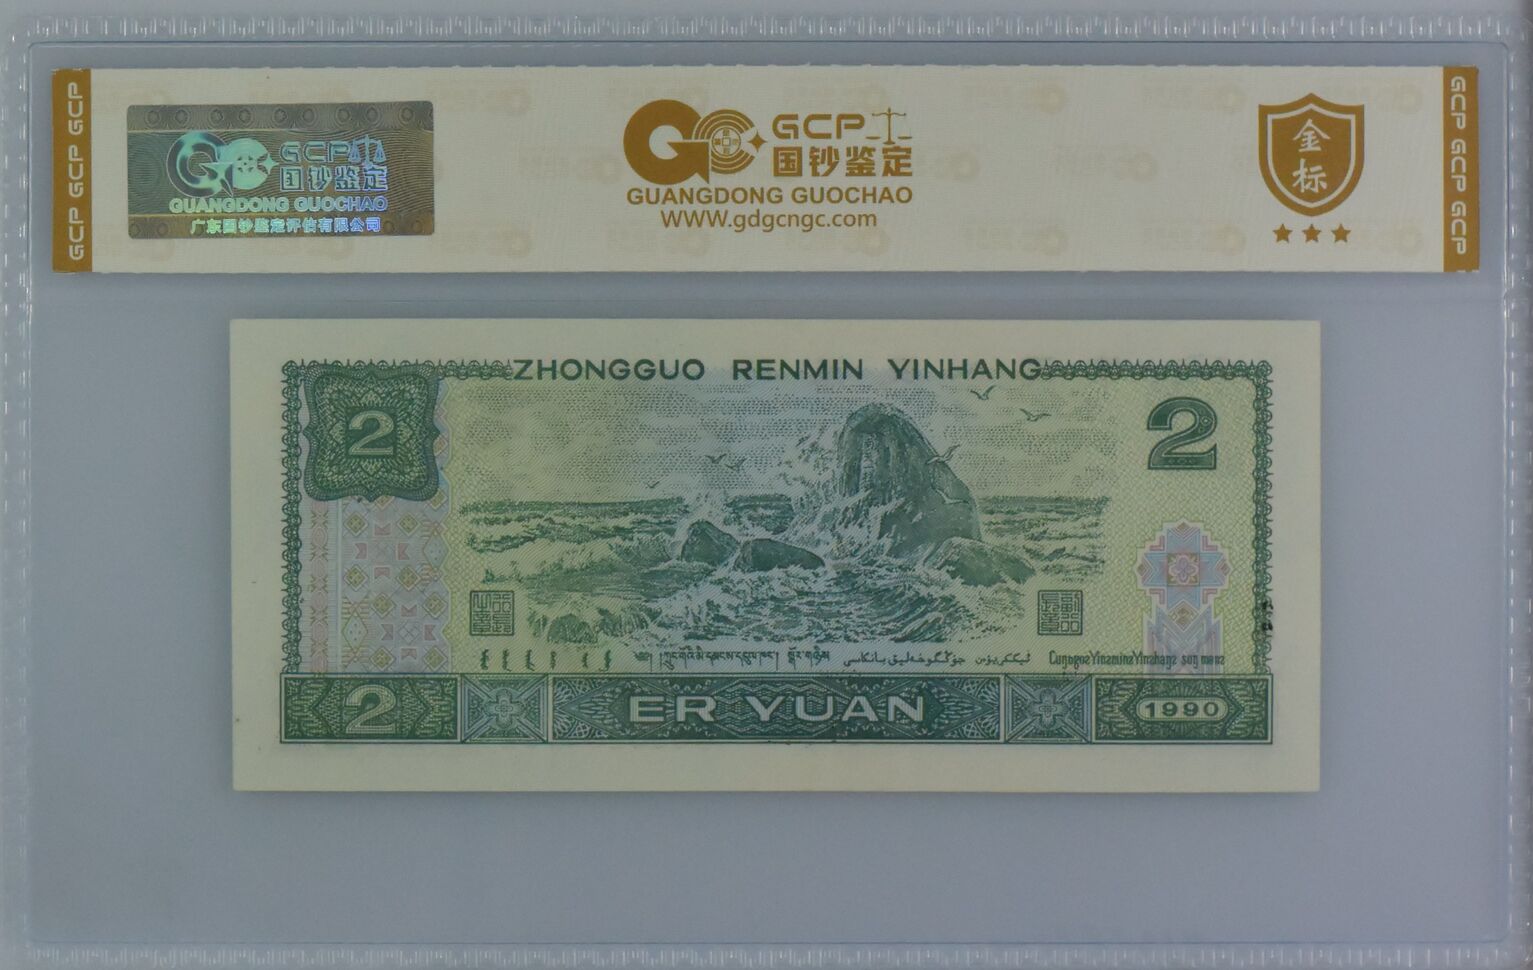 GCP GCP GCP
GCP
国钞鉴定
GUANGDONG GUOCHAO
广东国钞鉴定评估有限公司
GCP
国钞鉴定
GUANGDONG GUOCHAO
WWW.gdgcngc.com
金标
GCP GCP GCP
ZHONGGUO RENMIN YINHANG
2
2
2 ER YUAN 1990